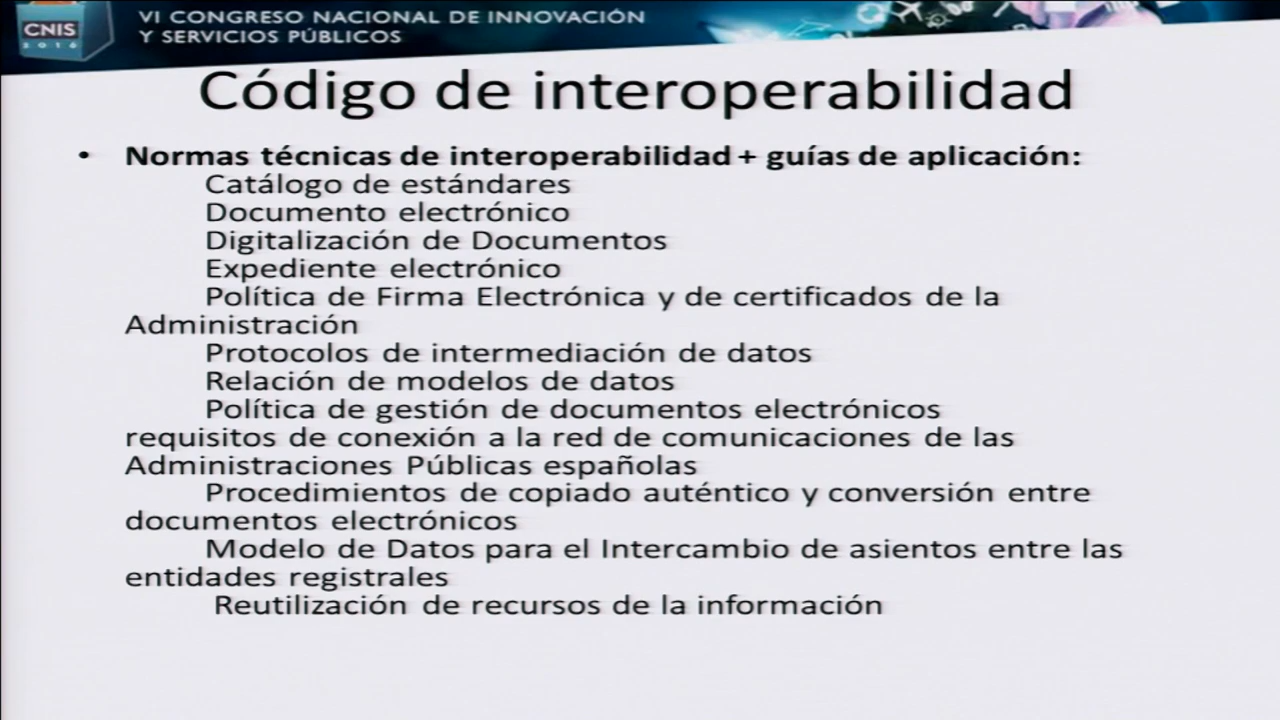 CNIS
2016
VI CONGRESO NACIONAL DE INNOVACIÓN
Y SERVICIOS PÚBLICOS
Código de interoperabilidad
• Normas técnicas de interoperabilidad + guías de aplicación:
Catálogo de estándares
Documento electrónico
Digitalización de Documentos
Expediente electrónico
Política de Firma Electrónica y de certificados de la
Administración
Protocolos de intermediación de datos
Relación de modelos de datos
Política de gestión de documentos electrónicos
requisitos de conexión a la red de comunicaciones de las
Administraciones Públicas españolas
Procedimientos de copiado auténtico y conversión entre
documentos electrónicos
Modelo de Datos para el Intercambio de asientos entre las
entidades registrales
Reutilización de recursos de la información